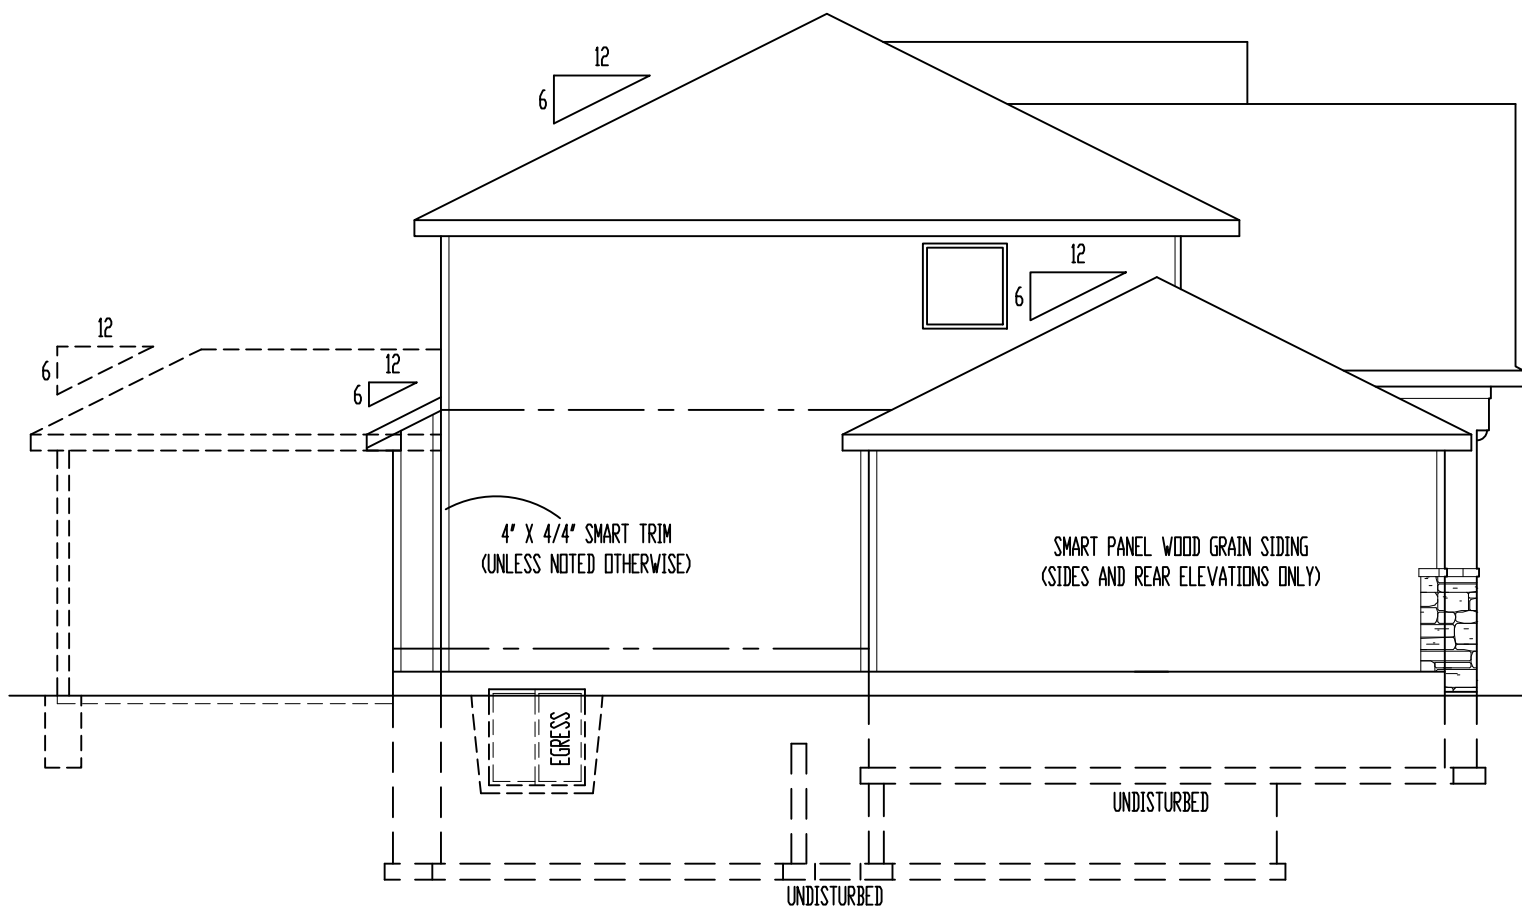 12
6
12
6
12
6
12
6
4" X 4/4" SMART TRIM
(UNLESS NOTED OTHERWISE)
SMART PANEL WOOD GRAIN SIDING
(SIDES AND REAR ELEVATIONS ONLY)
EGRESS
UNDISTURBED
UNDISTURBED